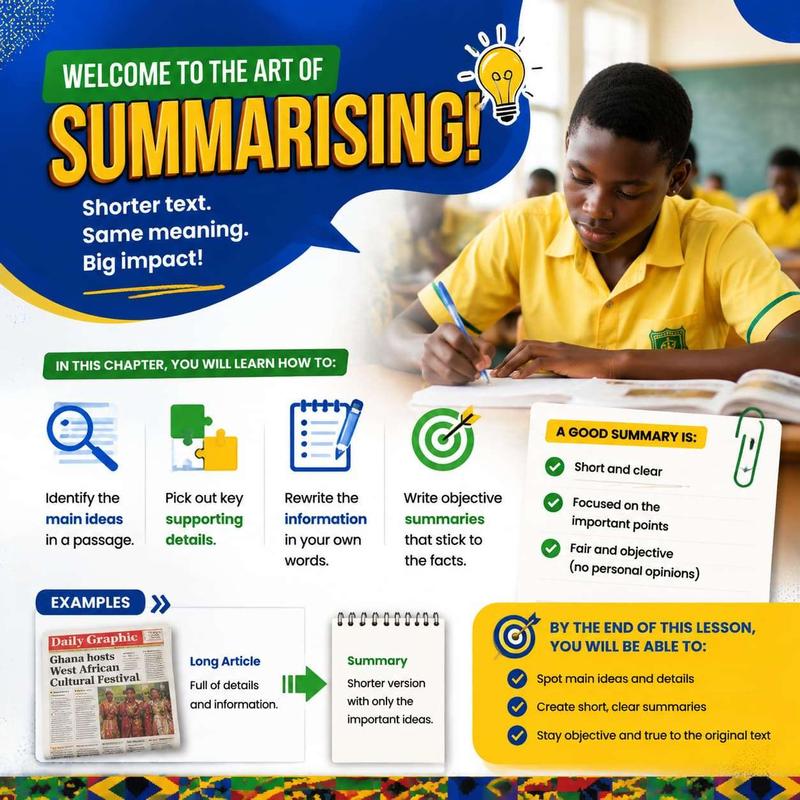 WELCOME TO THE ART OF
SUMMARISING!
Shorter text.
Same meaning.
Big impact!
IN THIS CHAPTER, YOU WILL LEARN HOW TO:
Identify the
main ideas
in a passage.
Pick out key
supporting
details.
Rewrite the
information
in your own
words.
Write objective
summaries
that stick to
the facts.
A GOOD SUMMARY IS:
Short and clear
Focused on the
important points
Fair and objective
(no personal opinions)
EXAMPLES
Daily Graphic
Ghana hosts
West African
Cultural Festival
Long Article
Full of details
and information.
Summary
Shorter version
with only the
important ideas.
BY THE END OF THIS LESSON,
YOU WILL BE ABLE TO:
Spot main ideas and details
Create short, clear summaries
Stay objective and true to the original text